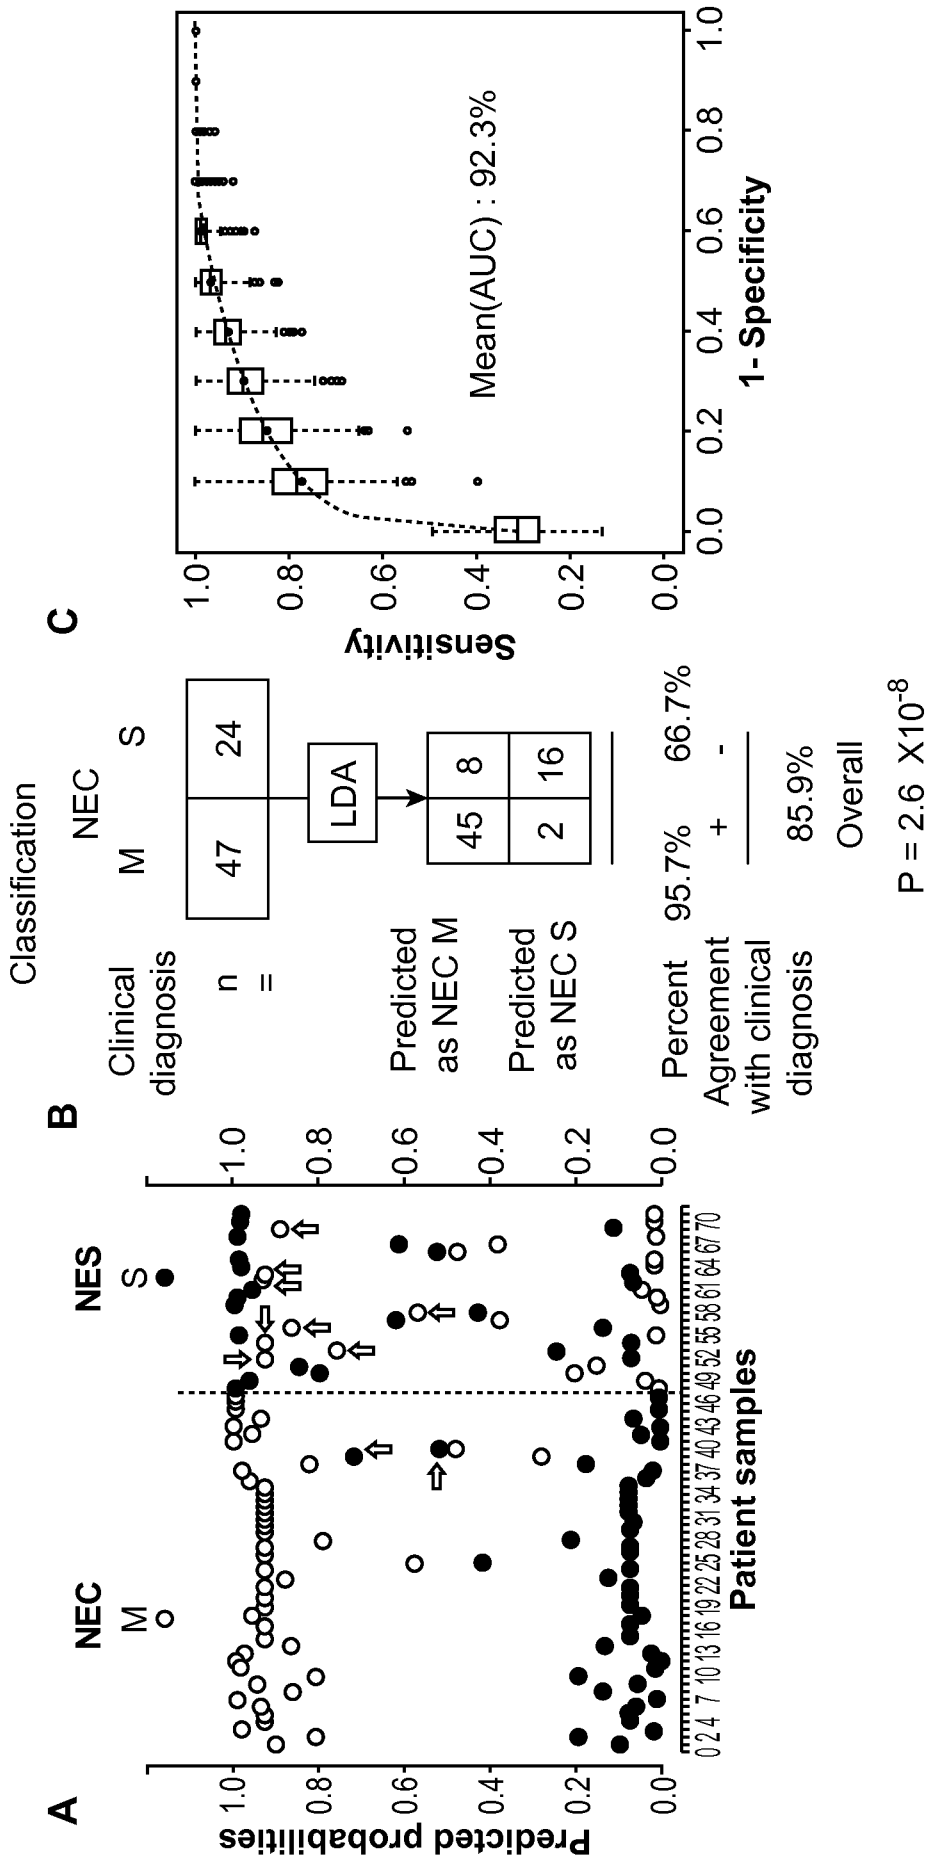 A
NEC
NES
M
S
Predicted probabilities
1.0
0.8
0.6
0.4
0.2
0.0
1.0
0.8
0.6
0.4
0.2
0.0
0 2 4 7 10 13 16 19 22 25 28 31 34 37 40 43 46 49 52 55 58 61 64 67 70
Patient samples
B
Classification
NEC
Clinical diagnosis
M
S
n =
47
24
LDA
Predicted as NEC M
45
8
Predicted as NEC S
2
16
Percent
95.7%
66.7%
Agreement
+
-
with clinical
diagnosis
85.9%
Overall
P = 2.6 X10-8
C
Sensitivity
1.0
0.8
0.6
0.4
0.2
0.0
Mean(AUC) : 92.3%
0.0
0.2
0.4
0.6
0.8
1.0
1- Specificity